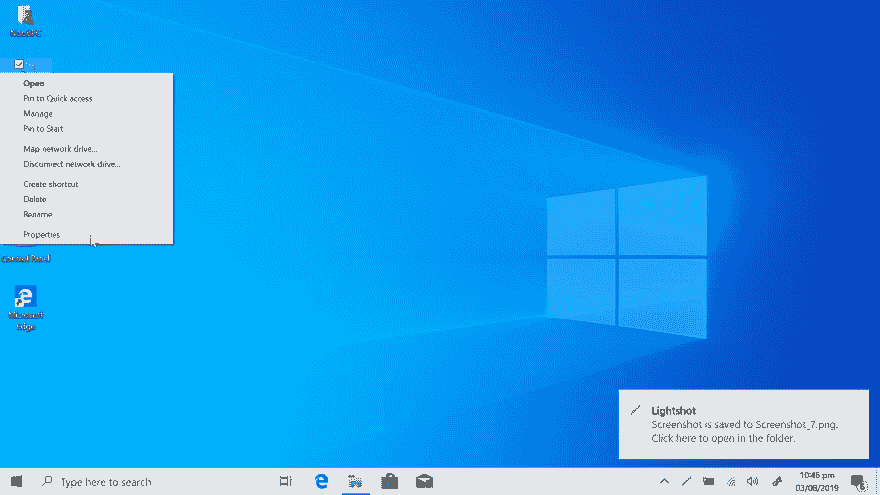 Open
Pin to Quick access
Manage
Pin to Start
Map network drive...
Disconnect network drive...
Create shortcut
Delete
Rename
Properties
Control Panel
Microsoft
Edge
Lightshot
Screenshot is saved to Screenshot_7.png.
Click here to open in the folder.
Type here to search
10:46 pm
03/08/2019
6